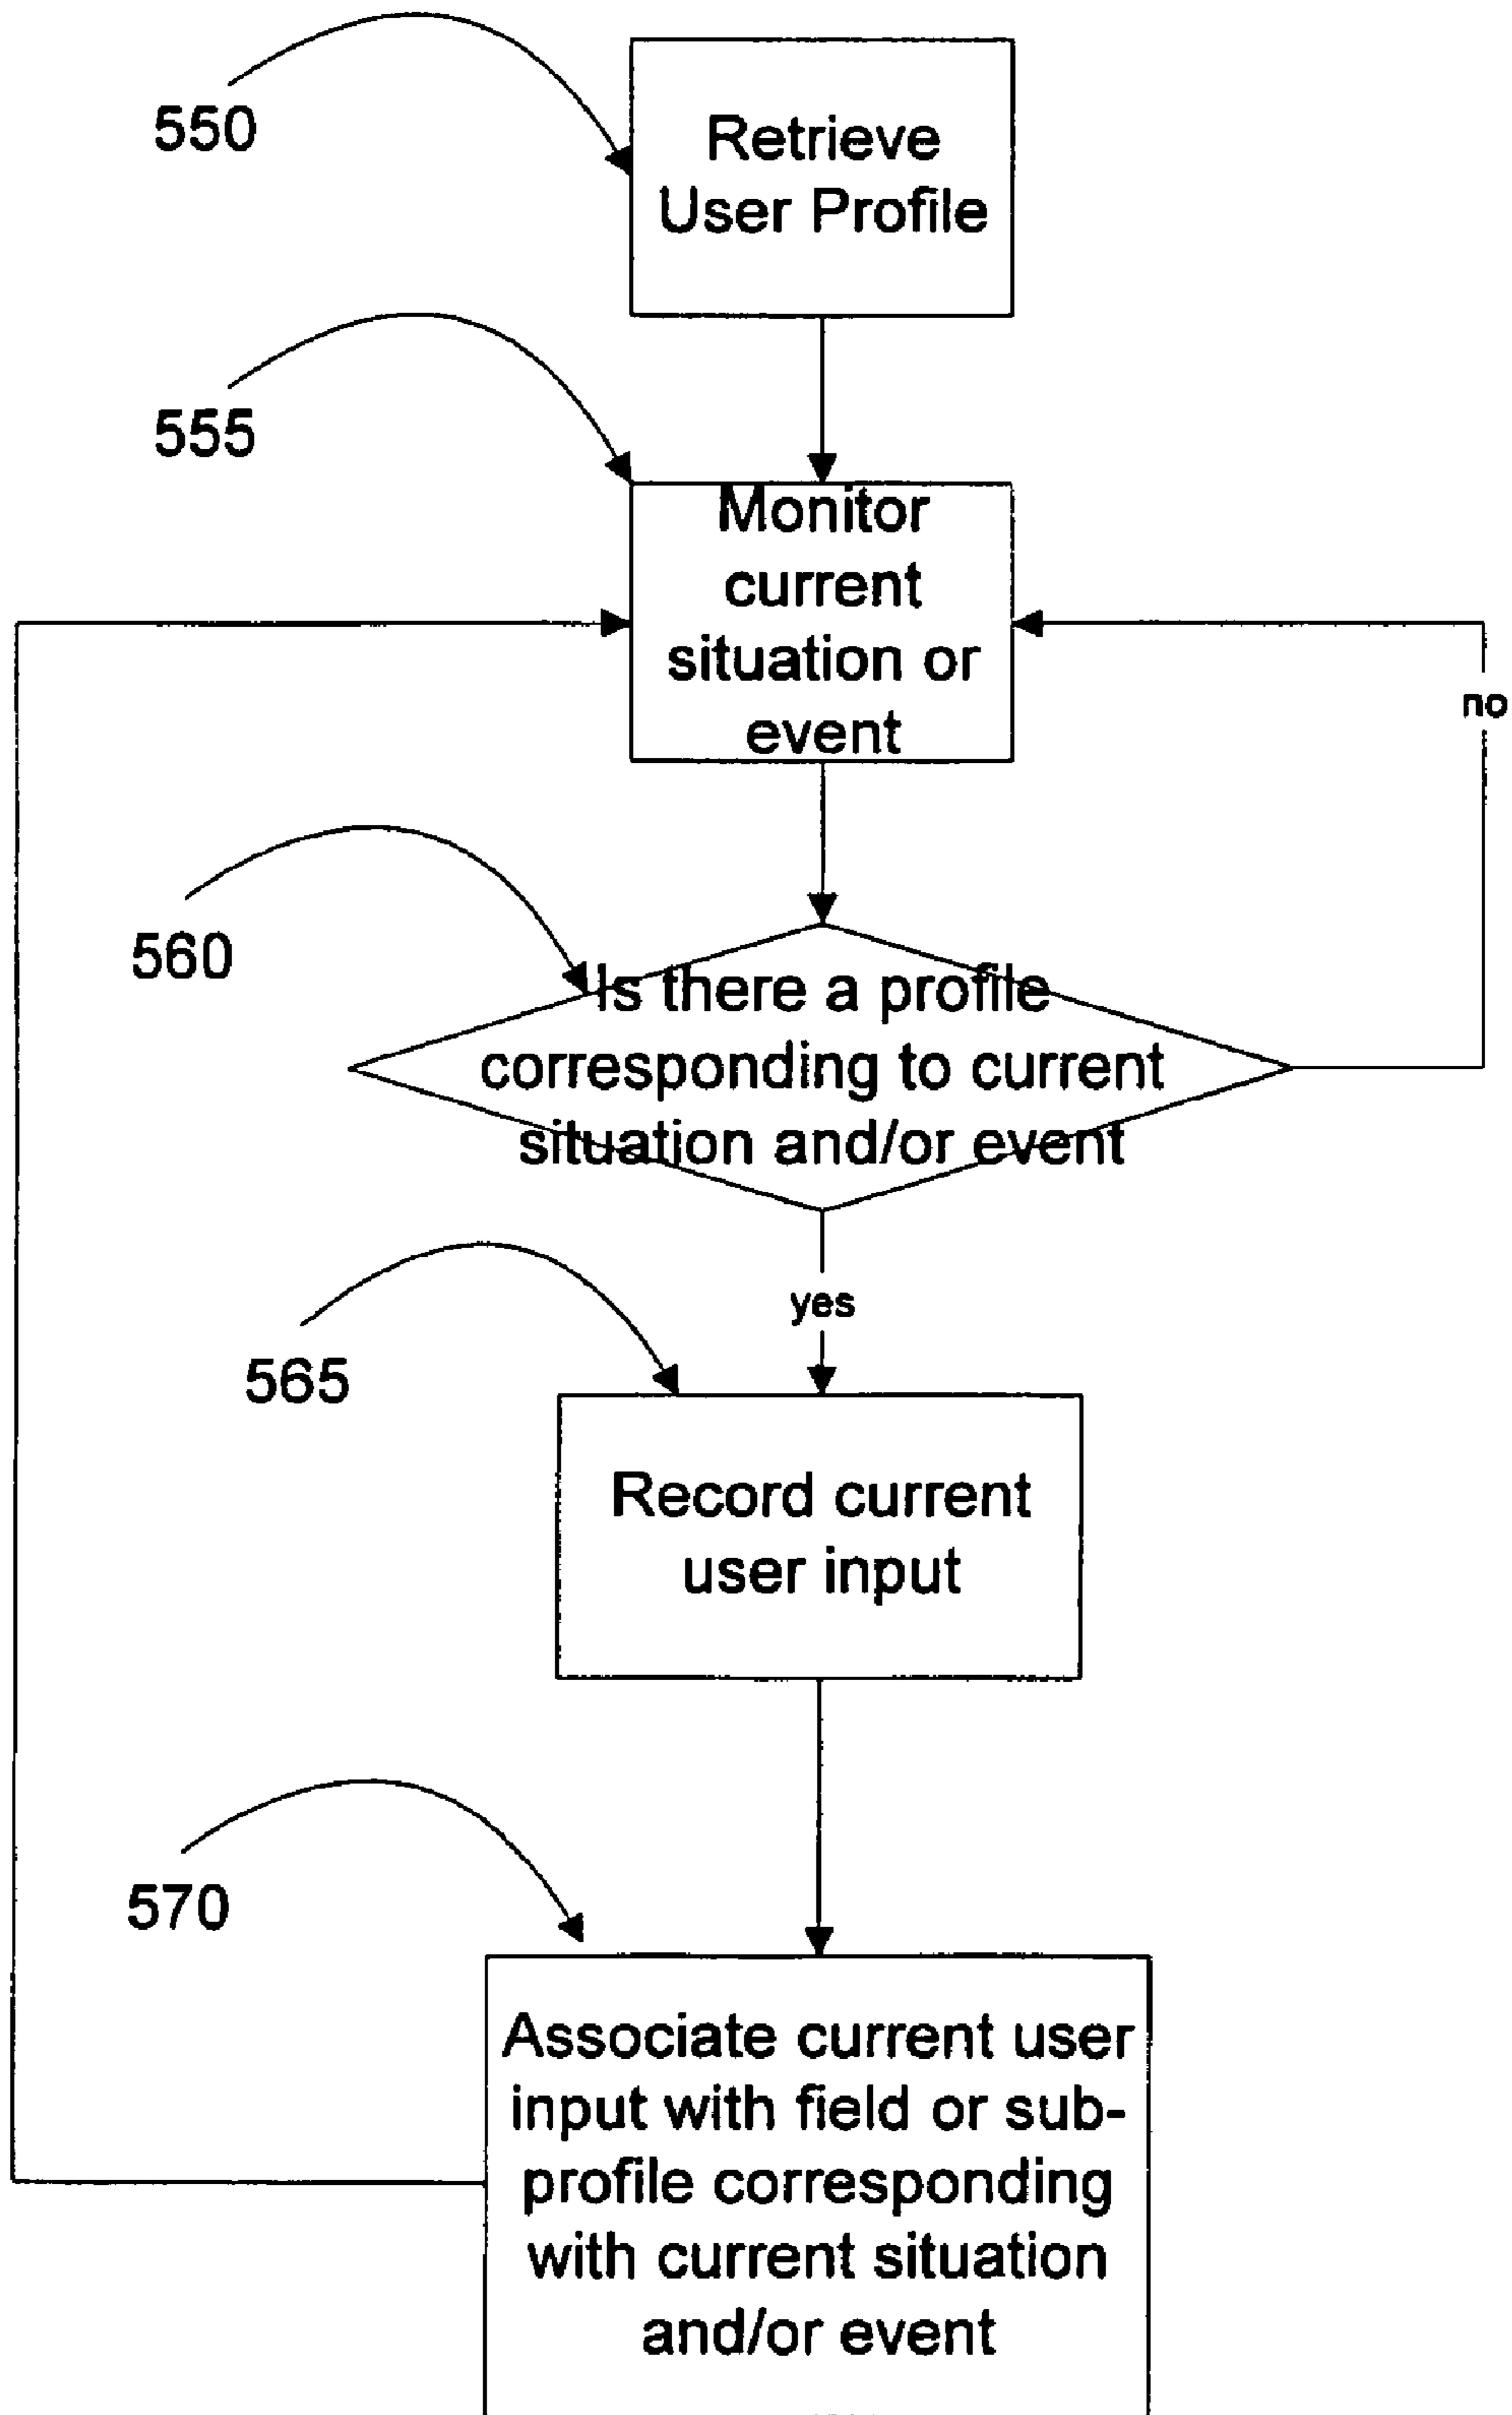 550
Retrieve
User Profile
555
Monitor
current
situation or
event
no
560
Is there a profile
corresponding to current
situation and/or event
yes
565
Record current
user input
570
Associate current user
input with field or sub-
profile corresponding
with current situation
and/or event